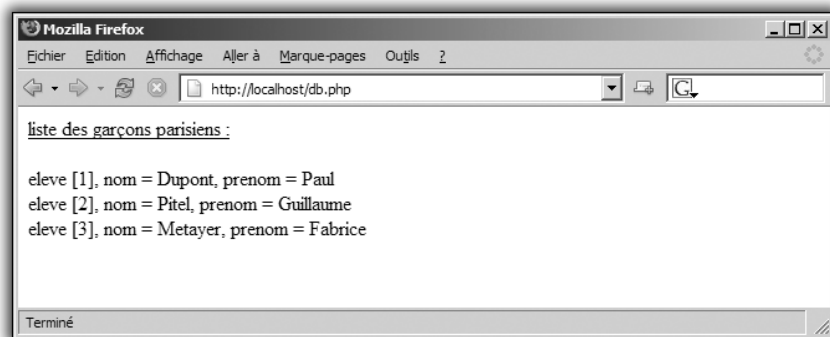 Mozilla Firefox
Fichier Edition Affichage Aller à Marque-pages Outils ?
http://localhost/db.php
G
liste des garçons parisiens :
eleve [1], nom = Dupont, prenom = Paul
eleve [2], nom = Pitel, prenom = Guillaume
eleve [3], nom = Metayer, prenom = Fabrice
Terminé